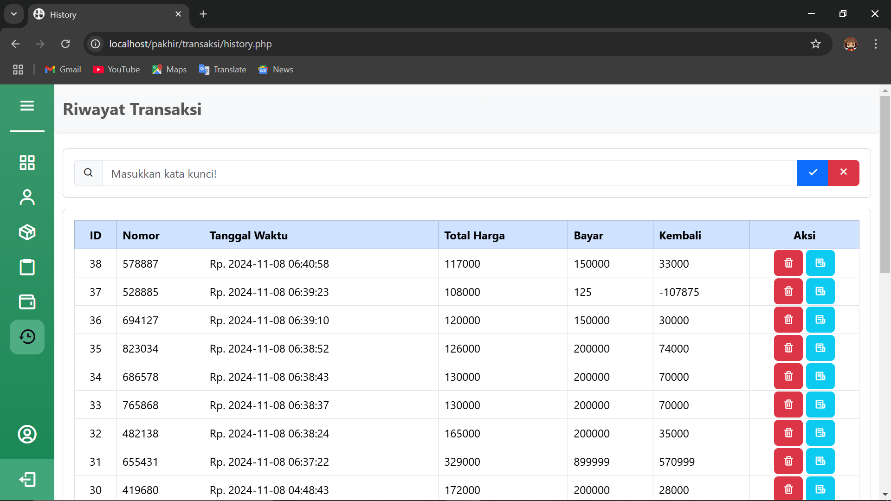 History
localhost/pakhir/transaksi/history.php
Gmail YouTube Maps Translate News
Riwayat Transaksi
Masukkan kata kunci!
ID Nomor Tanggal Waktu Total Harga Bayar Kembali Aksi
38 578887 Rp. 2024-11-08 06:40:58 117000 150000 33000
37 528885 Rp. 2024-11-08 06:39:23 108000 125 -107875
36 694127 Rp. 2024-11-08 06:39:10 120000 150000 30000
35 823034 Rp. 2024-11-08 06:38:52 126000 200000 74000
34 686578 Rp. 2024-11-08 06:38:43 130000 200000 70000
33 765868 Rp. 2024-11-08 06:38:37 130000 200000 70000
32 482138 Rp. 2024-11-08 06:38:24 165000 200000 35000
31 655431 Rp. 2024-11-08 06:37:22 329000 899999 570999
30 419680 Rp. 2024-11-08 04:48:43 172000 200000 28000